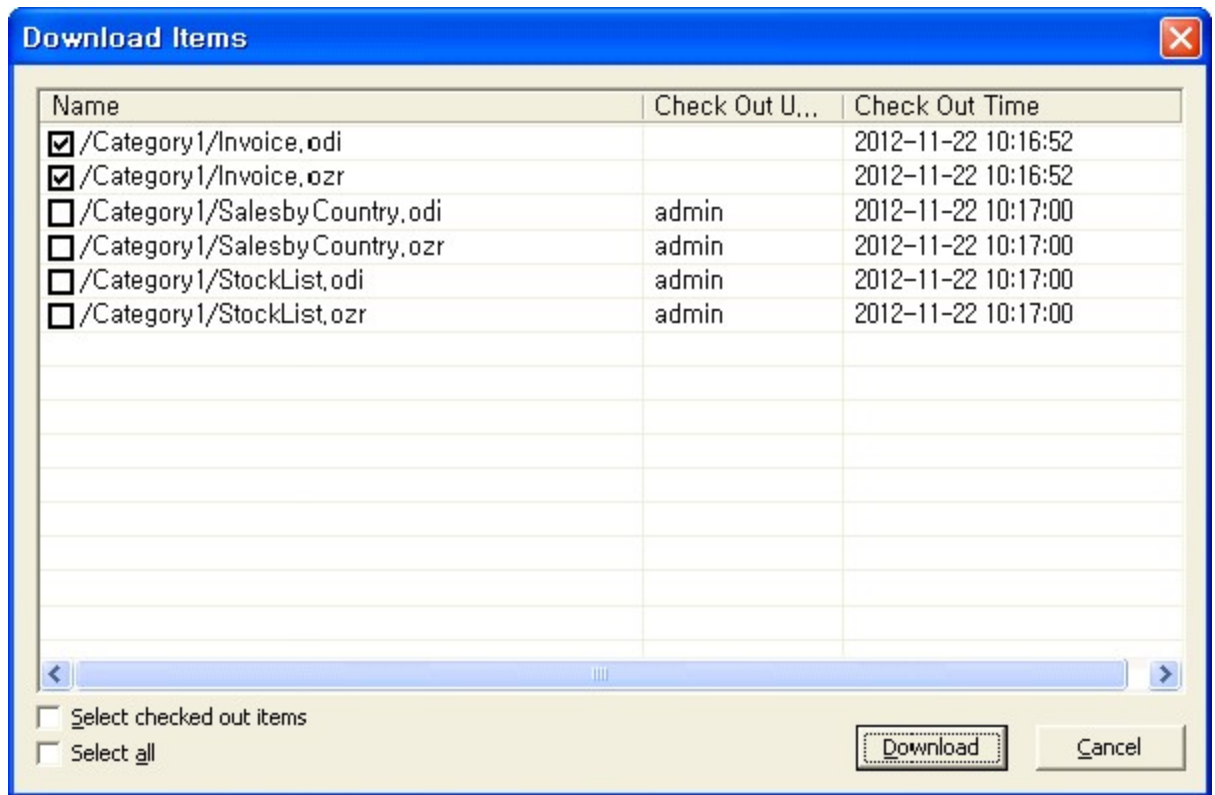 Download Items
Name Check Out U... Check Out Time
/Category1/Invoice.odi 2012-11-22 10:16:52
/Category1/Invoice.ozr 2012-11-22 10:16:52
/Category1/SalesbyCountry.odi admin 2012-11-22 10:17:00
/Category1/SalesbyCountry.ozr admin 2012-11-22 10:17:00
/Category1/StockList.odi admin 2012-11-22 10:17:00
/Category1/StockList.ozr admin 2012-11-22 10:17:00
Select checked out items
Select all
Download Cancel